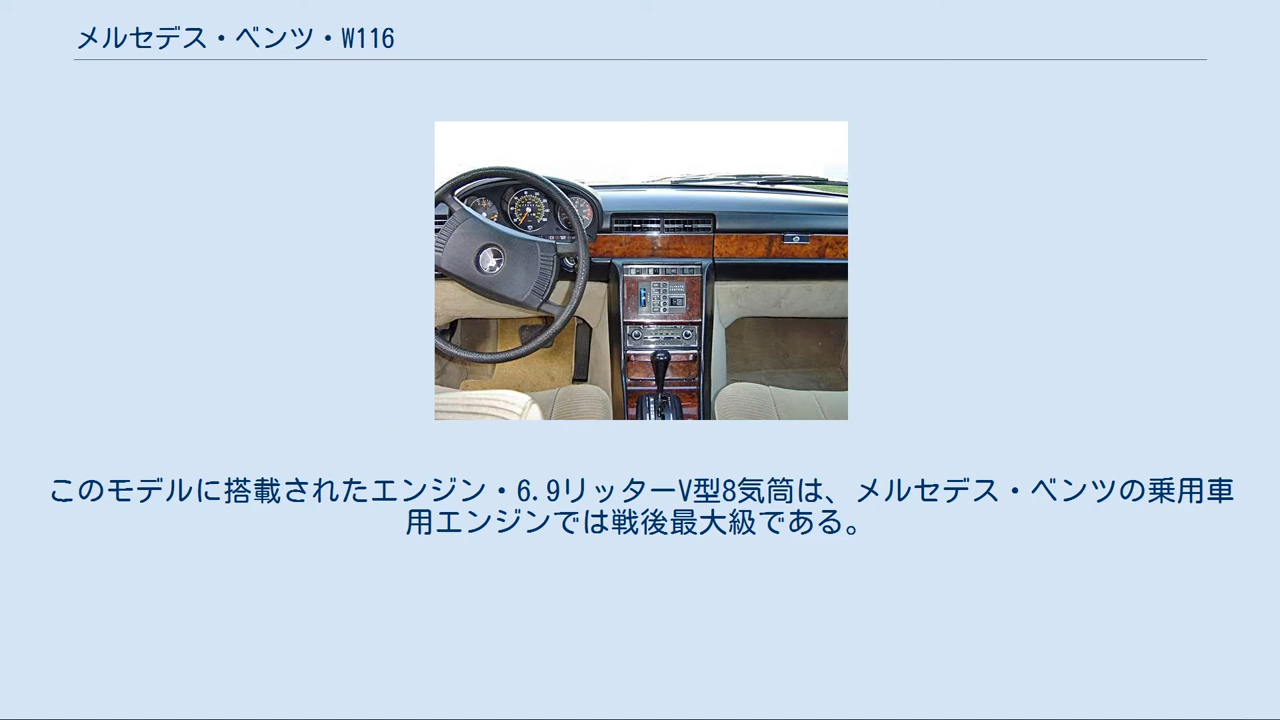 メルセデス・ベンツ・W116
このモデルに搭載されたエンジン・6.9リッターV型8気筒は、メルセデス・ベンツの乗用車
用エンジンでは戦後最大級である。